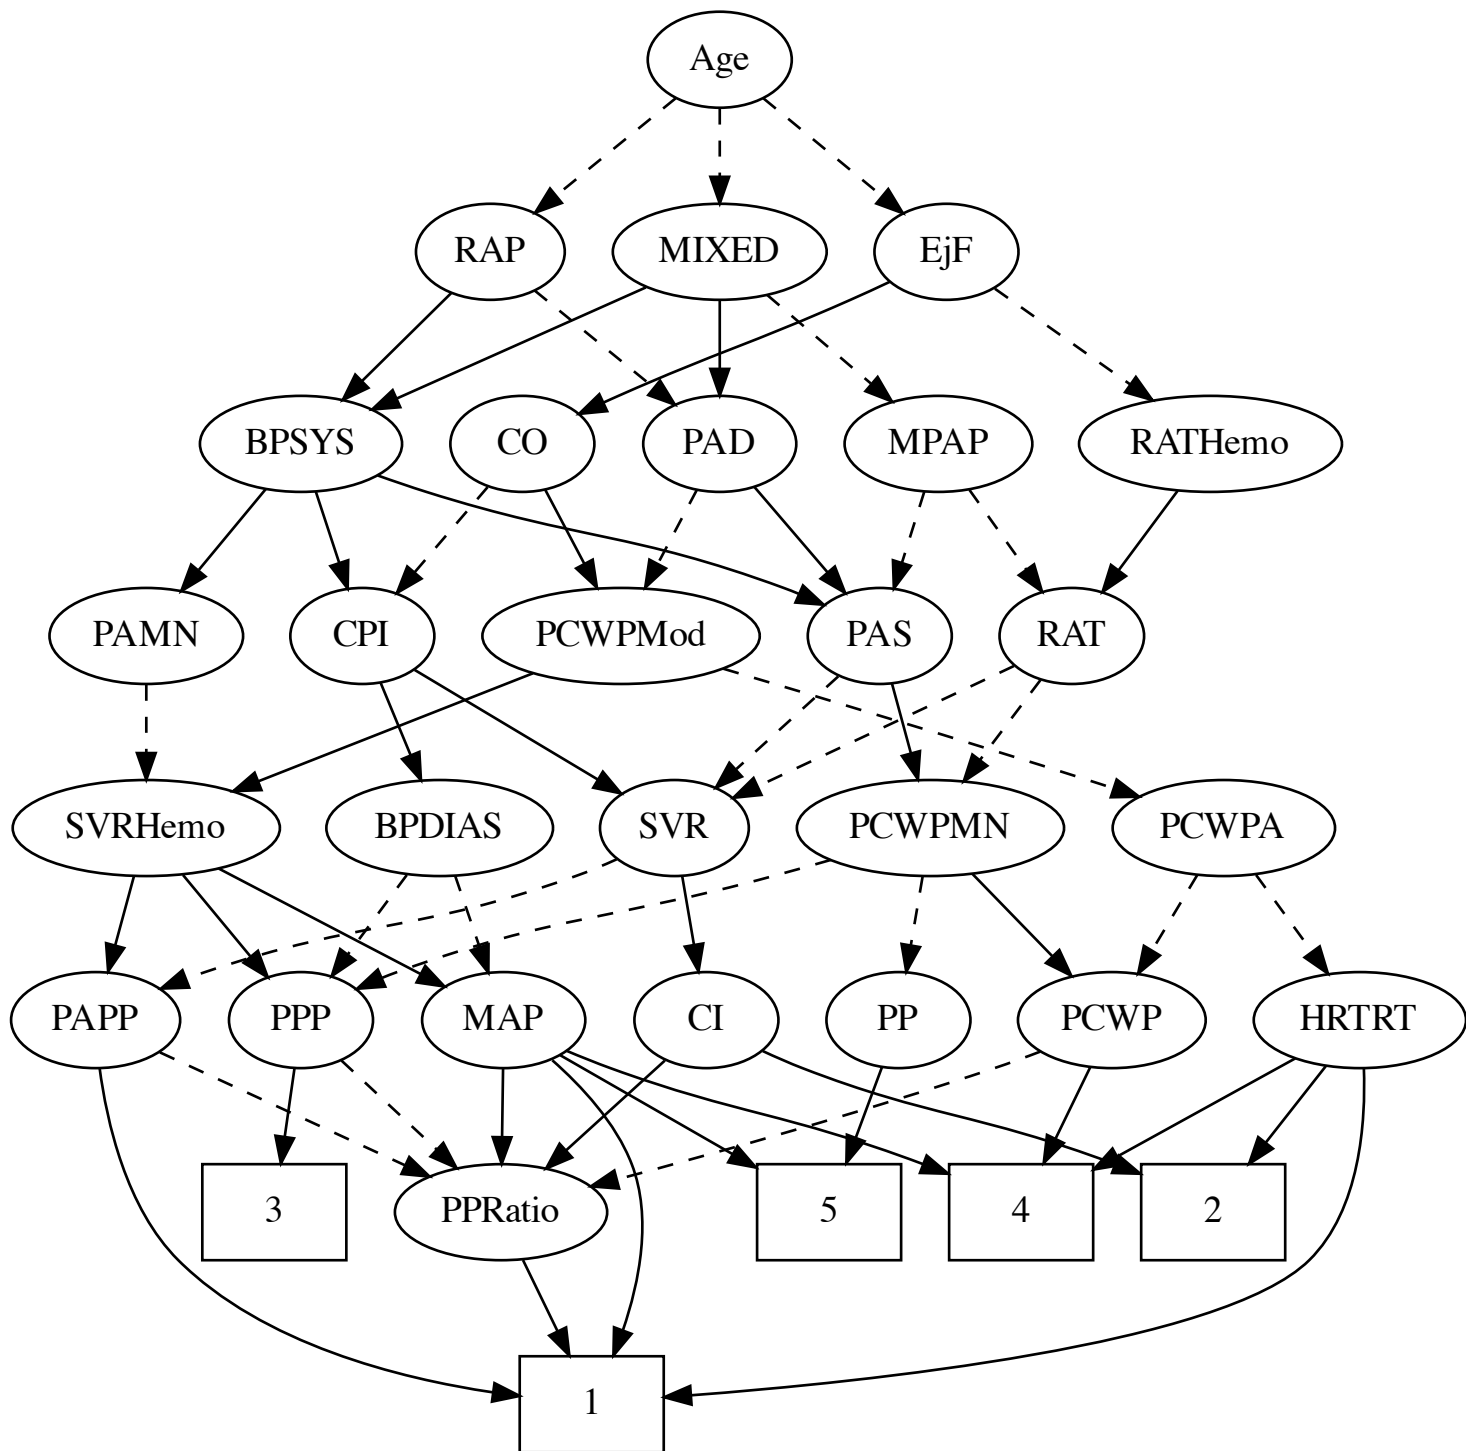 Age
RAP MIXED EjF
BPSYS CO PAD MPAP RATHemo
PAMN CPI PCWPMod PAS RAT
SVRHemo BPDIAS SVR PCWPMN PCWPA
PAPP PPP MAP CI PP PCWP HRTRT
3 PPRatio 5 4 2
1